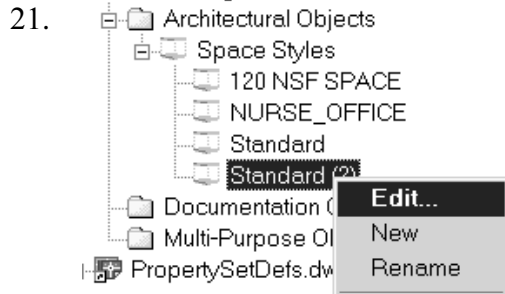 21.
Architectural Objects
Space Styles
120 NSF SPACE
NURSE_OFFICE
Standard
Standard (2)
Edit...
Documentation
New
Multi-Purpose
Rename
PropertySetDefs.dw